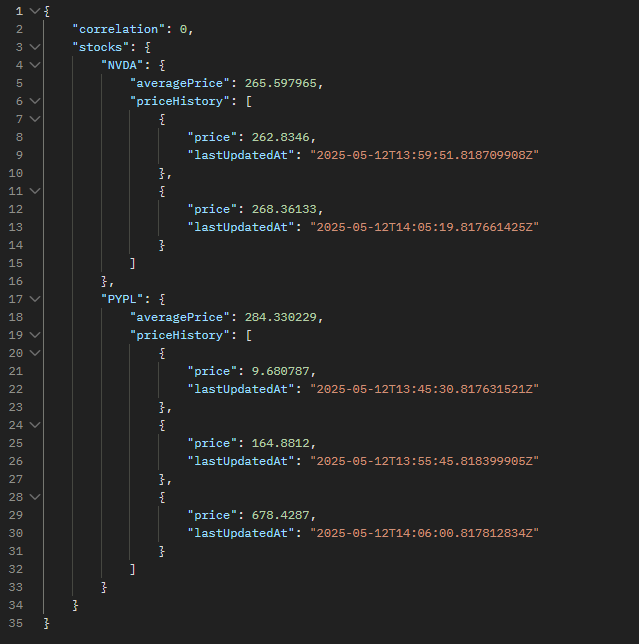 1 {
2 "correlation": 0,
3 "stocks": {
4 "NVDA": {
5 "averagePrice": 265.597965,
6 "priceHistory": [
7 {
8 "price": 262.8346,
9 "lastUpdatedAt": "2025-05-12T13:59:51.818709908Z"
10 },
11 {
12 "price": 268.36133,
13 "lastUpdatedAt": "2025-05-12T14:05:19.817661425Z"
14 }
15 ]
16 },
17 "PYPL": {
18 "averagePrice": 284.330229,
19 "priceHistory": [
20 {
21 "price": 9.680787,
22 "lastUpdatedAt": "2025-05-12T13:45:30.817631521Z"
23 },
24 {
25 "price": 164.8812,
26 "lastUpdatedAt": "2025-05-12T13:55:45.818399905Z"
27 },
28 {
29 "price": 678.4287,
30 "lastUpdatedAt": "2025-05-12T14:06:00.817812834Z"
31 }
32 ]
33 }
34 }
35 }